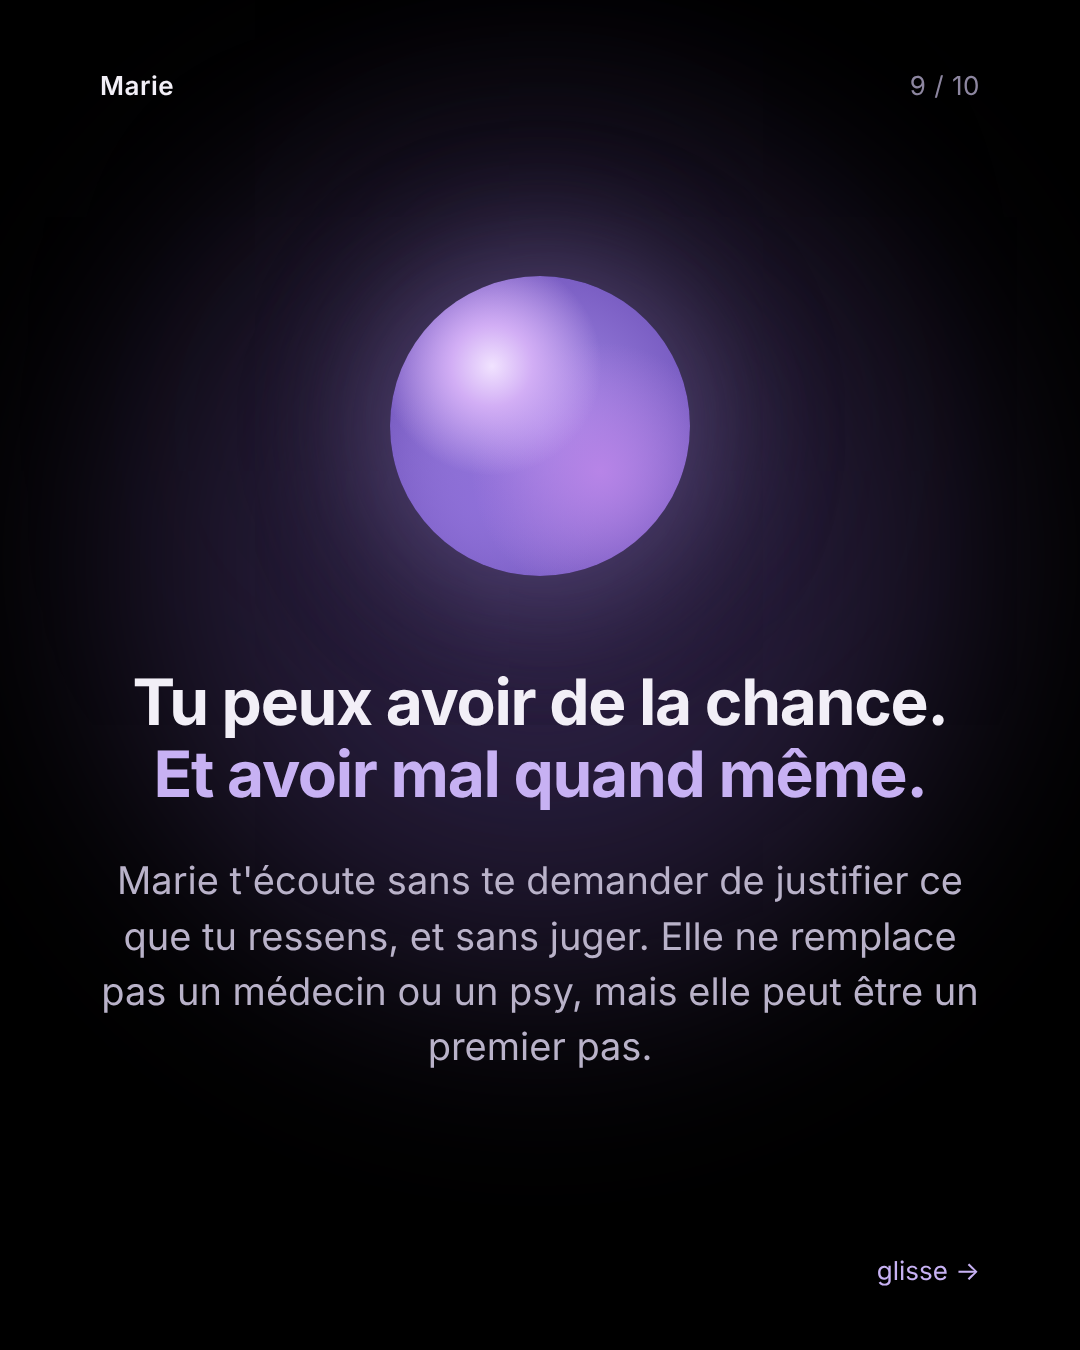 Marie
9 / 10
Tu peux avoir de la chance.
Et avoir mal quand même.
Marie t'écoute sans te demander de justifier ce
que tu ressens, et sans juger. Elle ne remplace
pas un médecin ou un psy, mais elle peut être un
premier pas.
glisse →